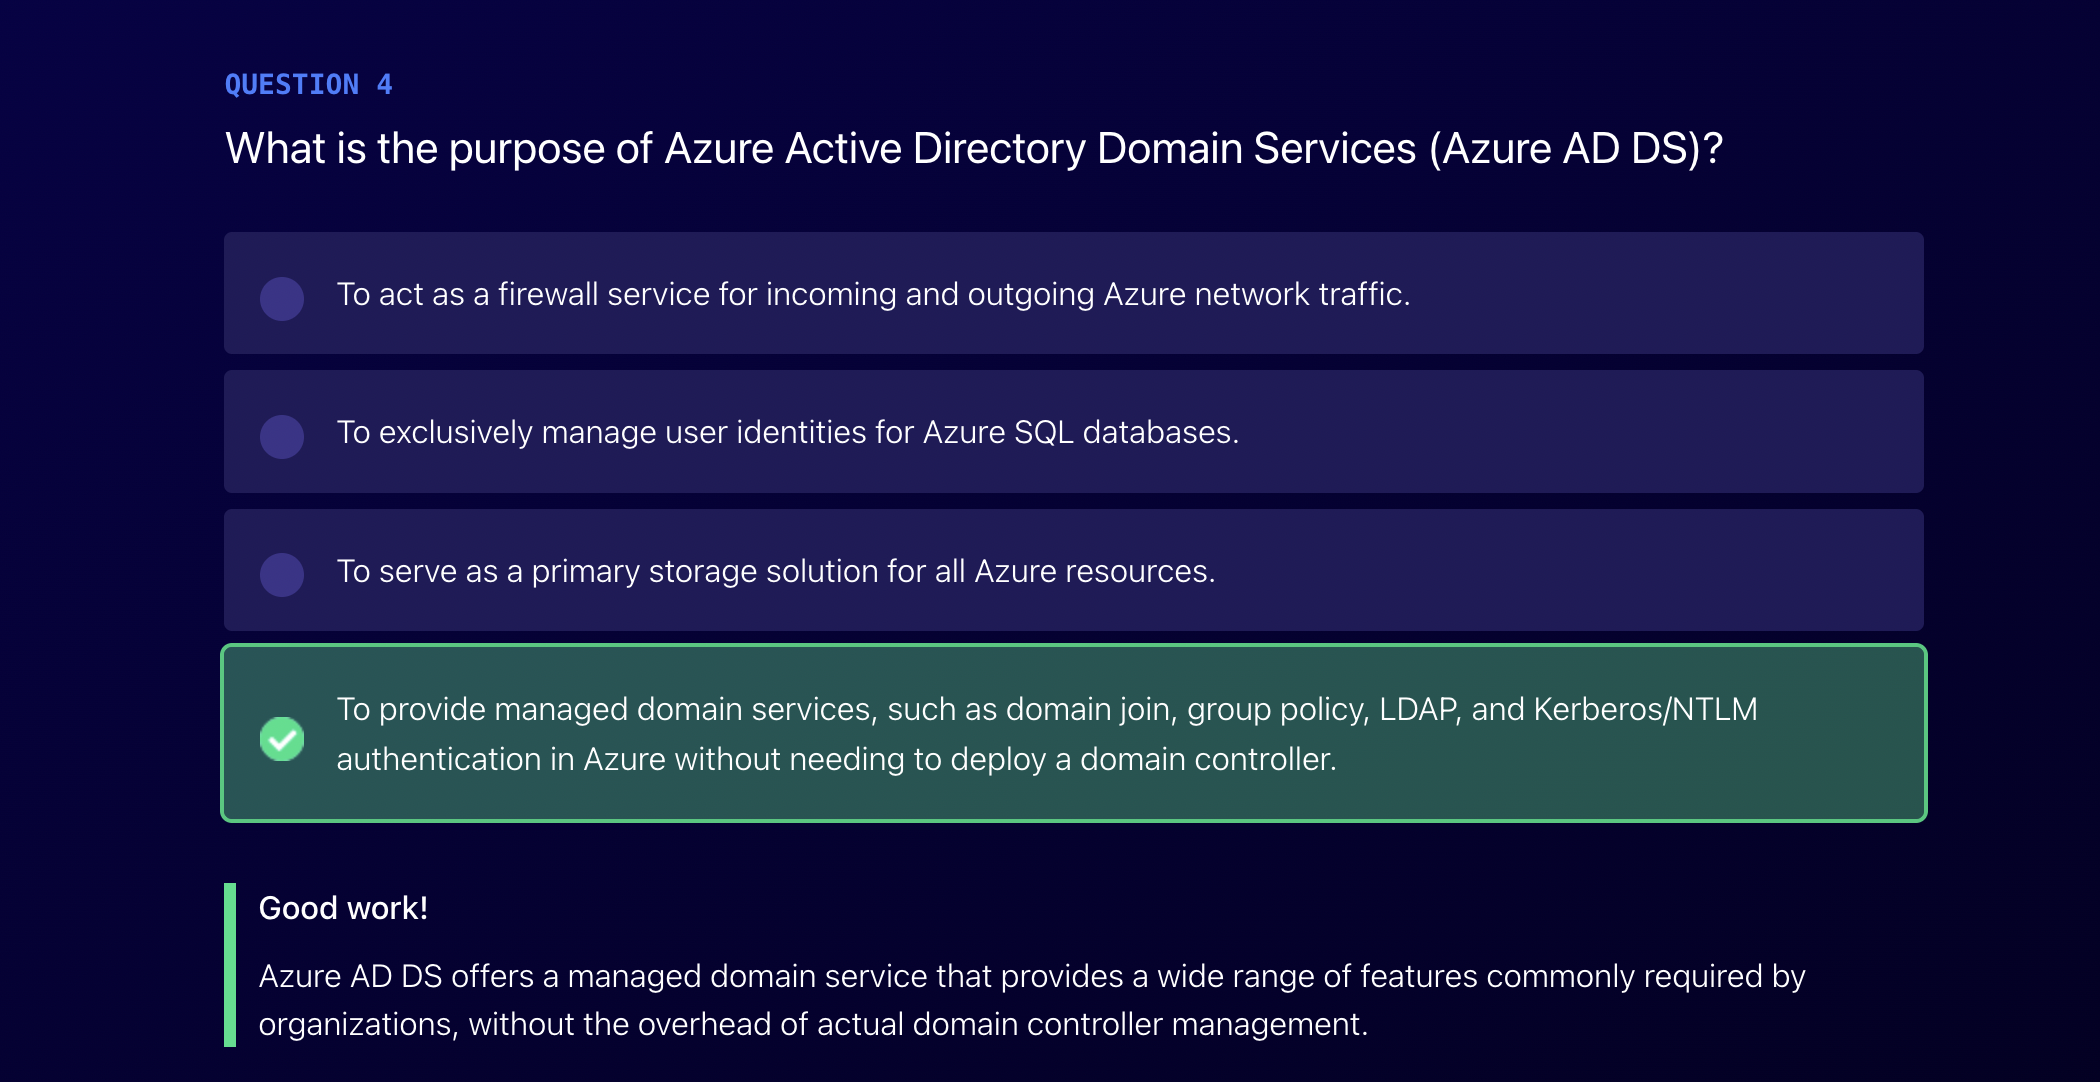 QUESTION 4
What is the purpose of Azure Active Directory Domain Services (Azure AD DS)?
To act as a firewall service for incoming and outgoing Azure network traffic.
To exclusively manage user identities for Azure SQL databases.
To serve as a primary storage solution for all Azure resources.
To provide managed domain services, such as domain join, group policy, LDAP, and Kerberos/NTLM
authentication in Azure without needing to deploy a domain controller.
Good work!
Azure AD DS offers a managed domain service that provides a wide range of features commonly required by
organizations, without the overhead of actual domain controller management.